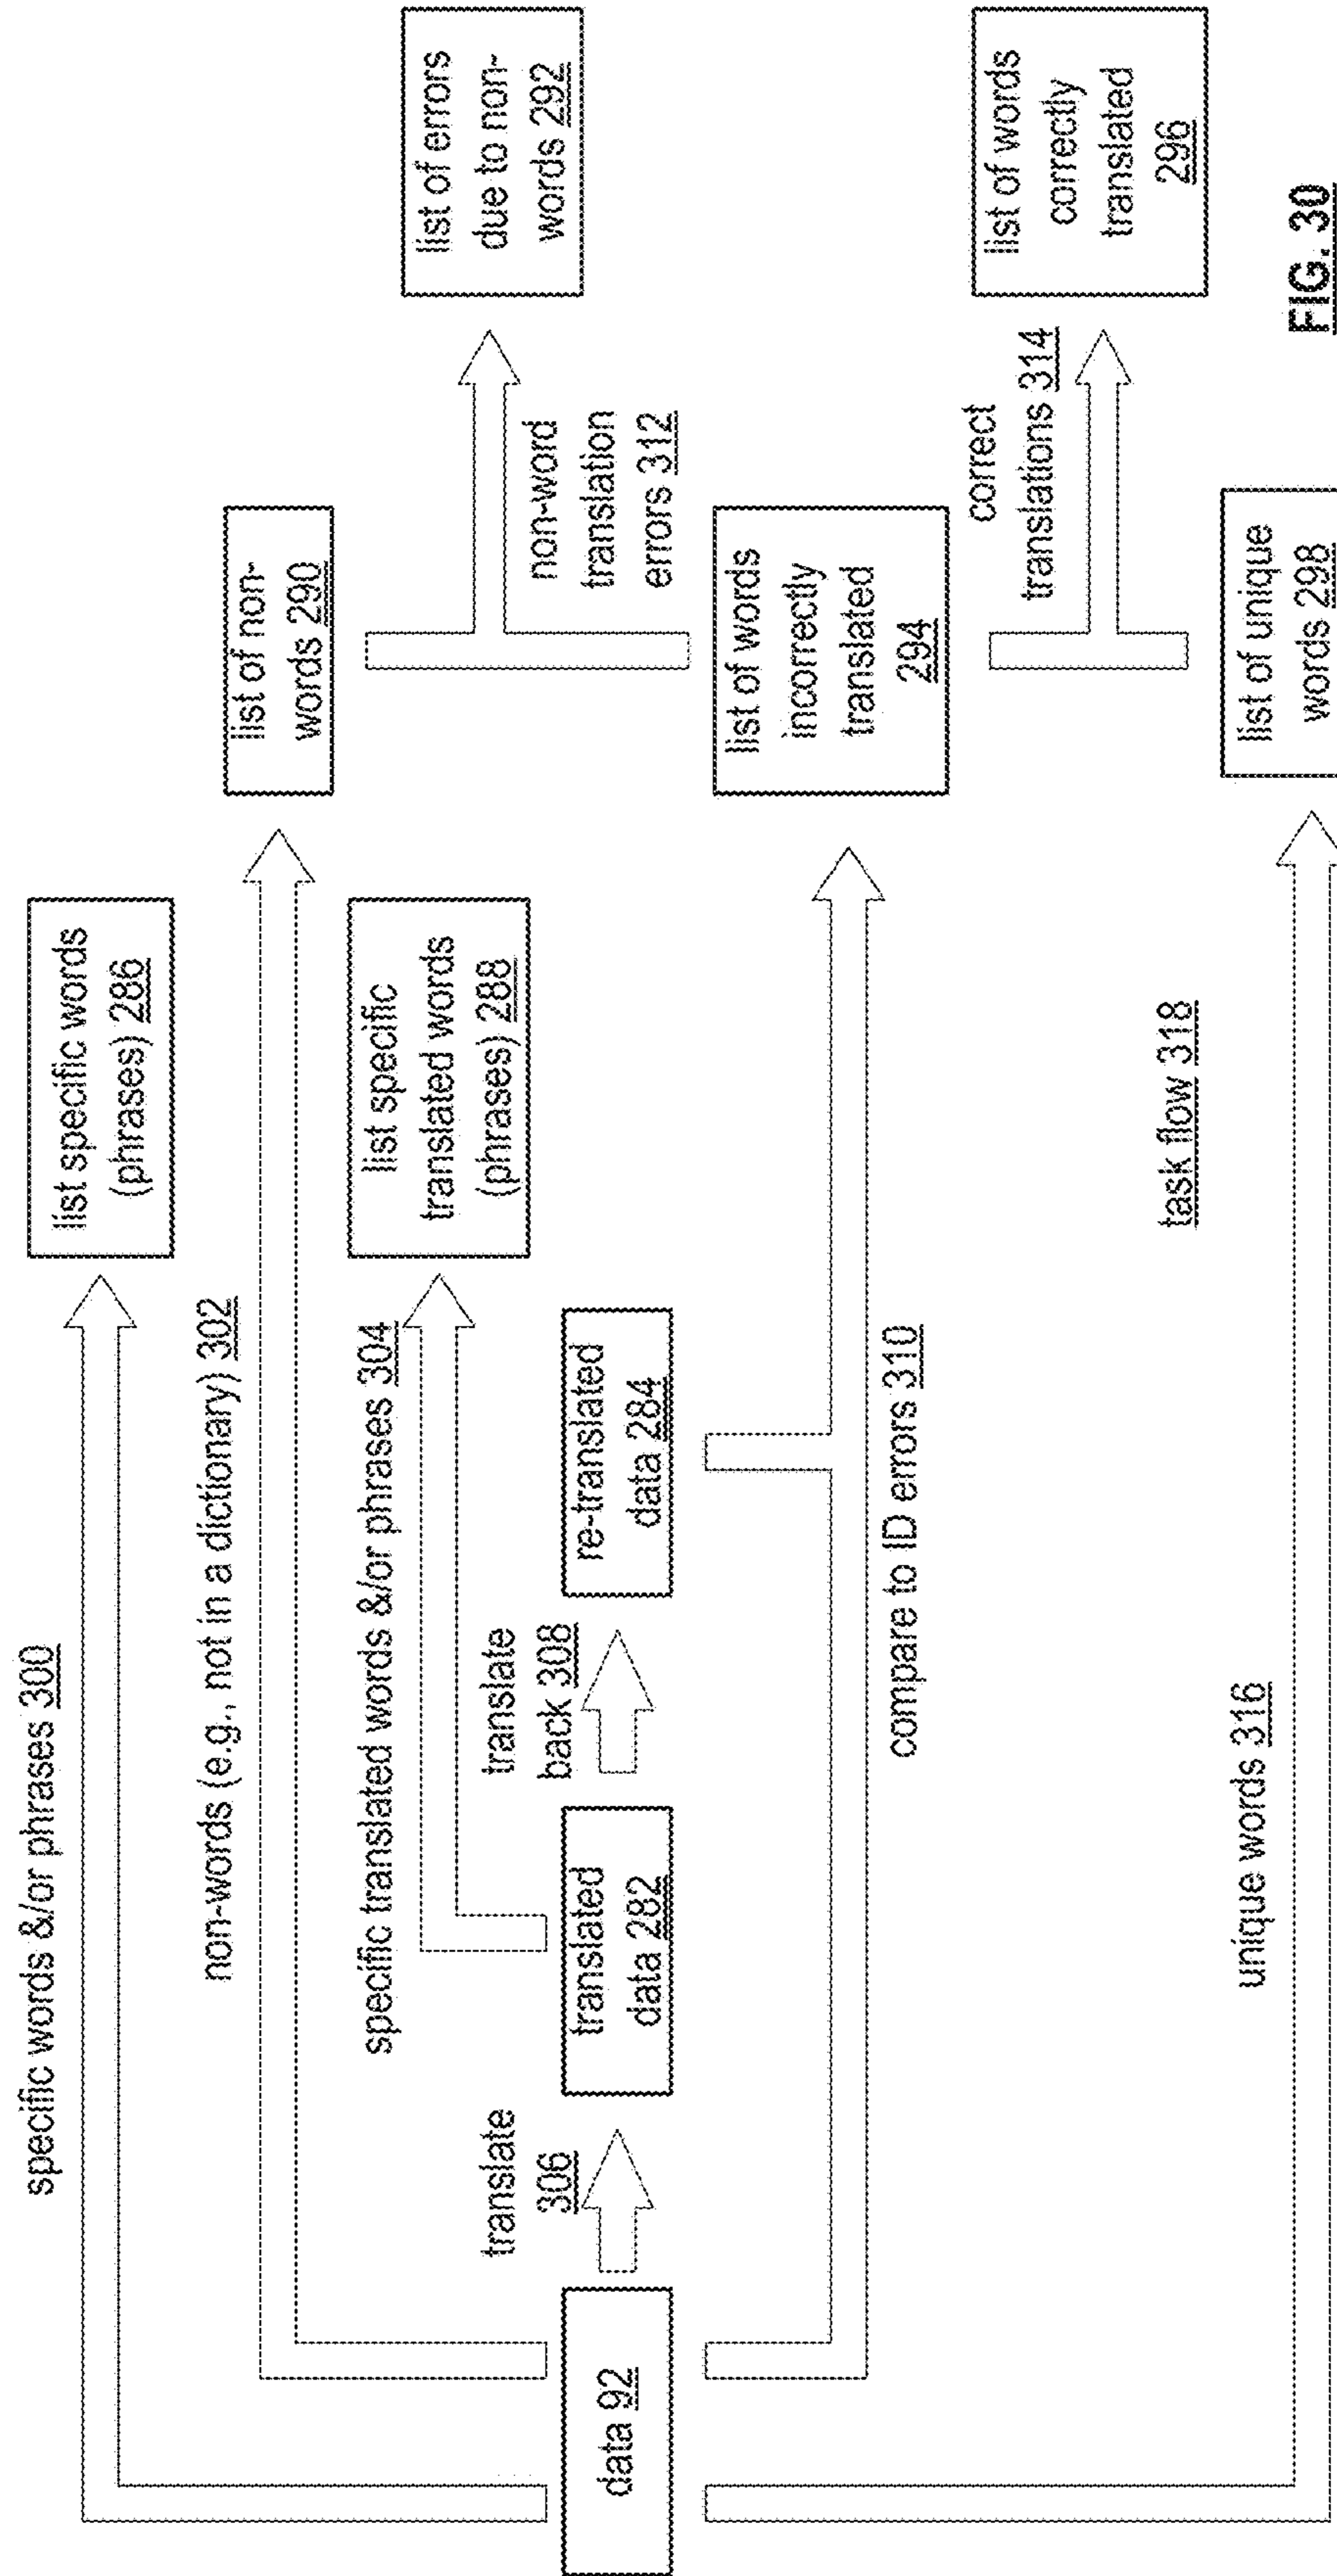 specific words &/or phrases 300
list specific words
(phrases) 286
non-words (e.g., not in a dictionary) 302
list of non-
words 290
specific translated words &/or phrases 304
list specific
translated words
(phrases) 288
list of errors
due to non-
words 292
non-word
translation
errors 312
data 92
translate
306
translated
data 282
translate
back 308
re-translated
data 284
compare to ID errors 310
list of words
incorrectly
translated
294
correct
translations 314
list of words
correctly
translated
296
task flow 318
unique words 316
list of unique
words 298
FIG. 30